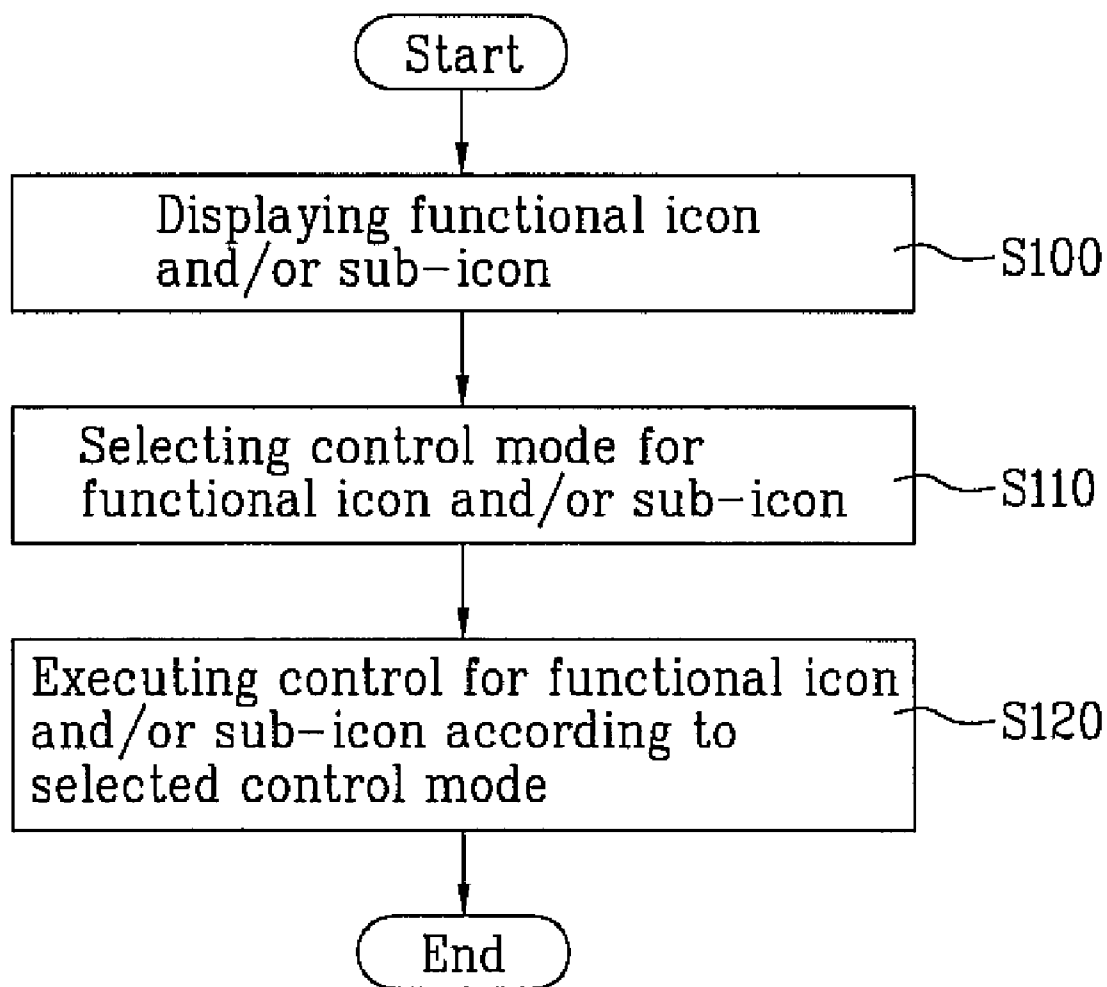 Start
Displaying functional icon
and/or sub-icon
S100
Selecting control mode for
functional icon and/or sub-icon
S110
Executing control for functional icon
and/or sub-icon according to
selected control mode
S120
End